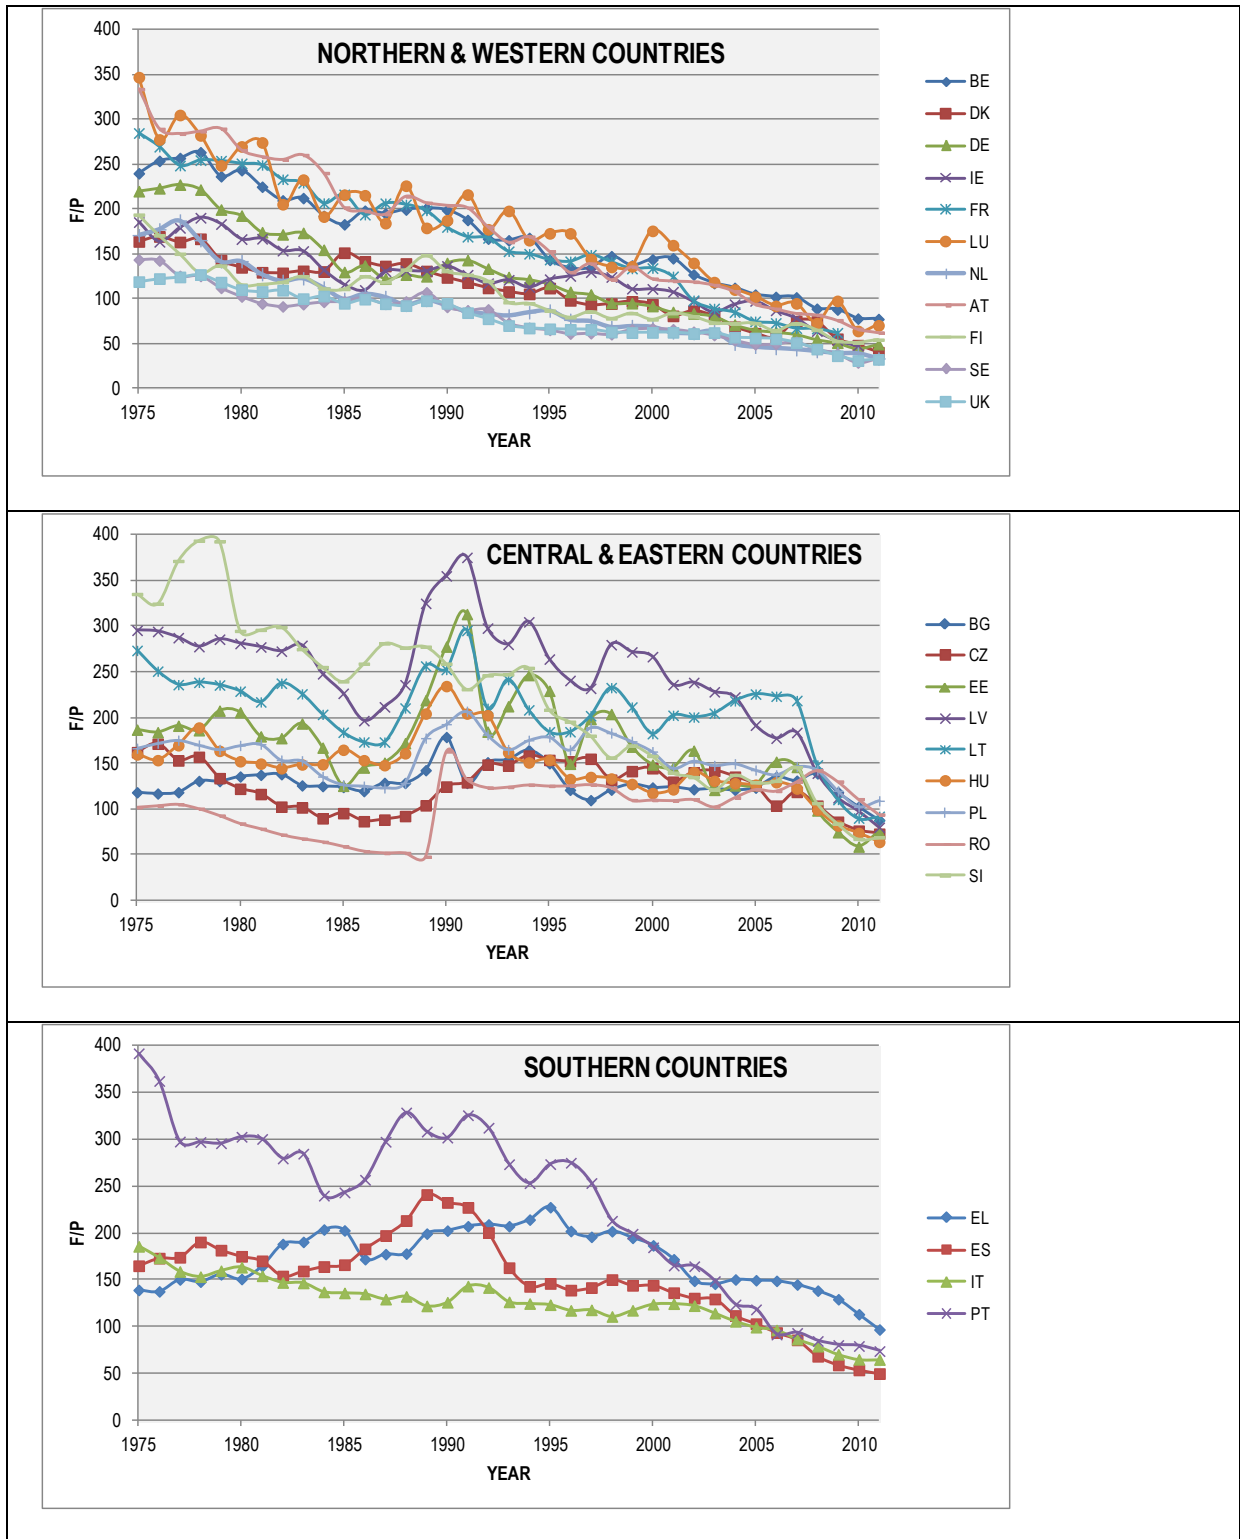 NORTHERN & WESTERN COUNTRIES
400
350
300
250
200
150
100
50
0
F/P
1975 1980 1985 1990 1995 2000 2005 2010
YEAR
BE
DK
DE
IE
FR
LU
NL
AT
FI
SE
UK
CENTRAL & EASTERN COUNTRIES
400
350
300
250
200
150
100
50
0
F/P
1975 1980 1985 1990 1995 2000 2005 2010
YEAR
BG
CZ
EE
LV
LT
HU
PL
RO
SI
SOUTHERN COUNTRIES
400
350
300
250
200
150
100
50
0
F/P
1975 1980 1985 1990 1995 2000 2005 2010
YEAR
EL
ES
IT
PT